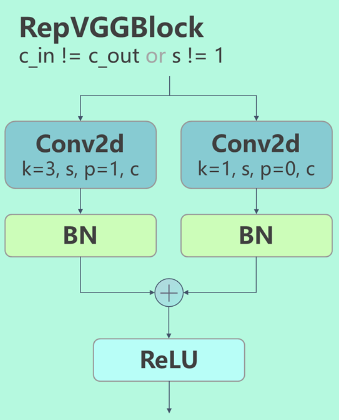 RepVGGBlock
c_in != c_out or s != 1
Conv2d
k=3, s, p=1, c
Conv2d
k=1, s, p=0, c
BN
BN
ReLU